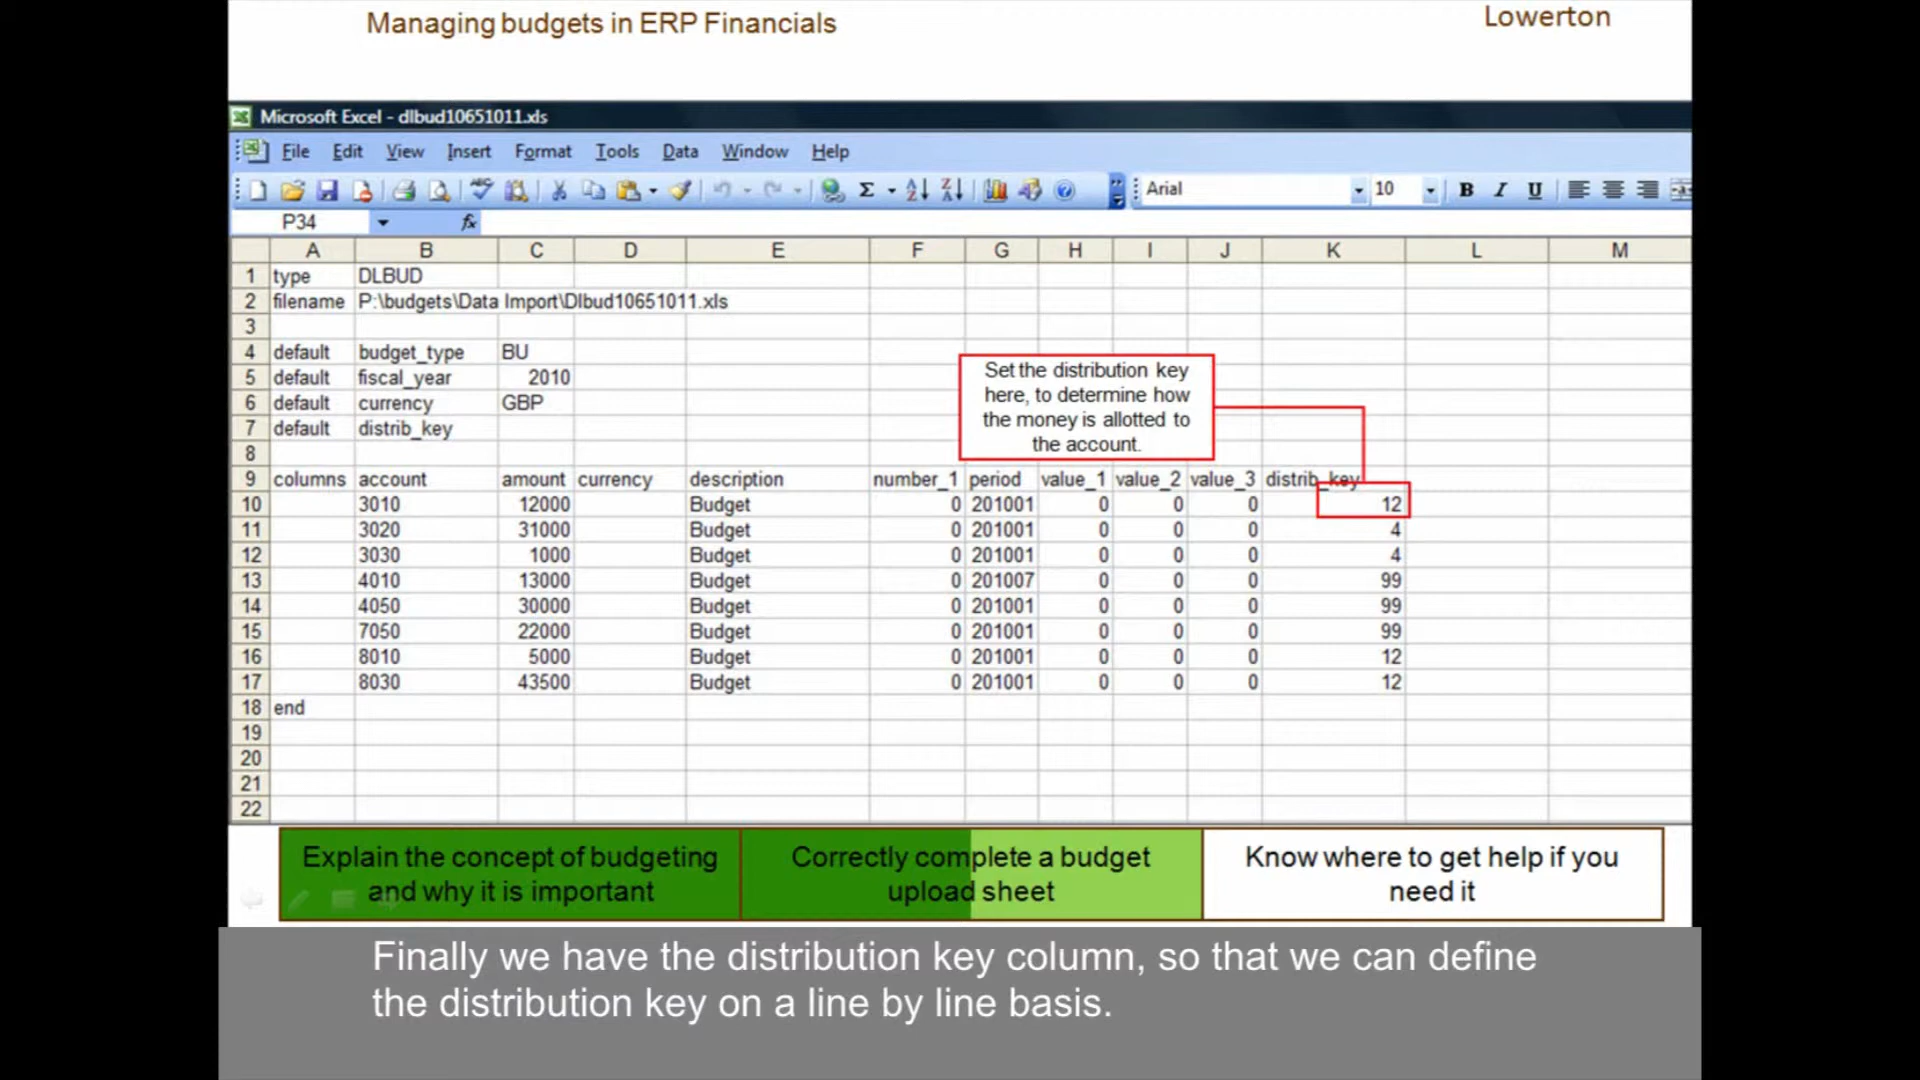 Managing budgets in ERP Financials
Lowerton
Microsoft Excel - dlbud10651011.xls
File Edit View Insert Format Tools Data Window Help
Arial 10 B I U
P34 fx
A B C D E F G H I J K L M
1 type DLBUD
2 filename P:\budgets\Data Import\Dlbud10651011.xls
3
4 default budget_type BU
5 default fiscal_year 2010
6 default currency GBP
7 default distrib_key
8
Set the distribution key
here, to determine how
the money is allotted to
the account.
9 columns account amount currency description number_1 period value_1 value_2 value_3 distrib_key
10 3010 12000 Budget 0 201001 0 0 0 12
11 3020 31000 Budget 0 201001 0 0 0 4
12 3030 1000 Budget 0 201001 0 0 0 4
13 4010 13000 Budget 0 201007 0 0 0 99
14 4050 30000 Budget 0 201001 0 0 0 99
15 7050 22000 Budget 0 201001 0 0 0 99
16 8010 5000 Budget 0 201001 0 0 0 12
17 8030 43500 Budget 0 201001 0 0 0 12
18 end
19
20
21
22
Explain the concept of budgeting
and why it is important
Correctly complete a budget
upload sheet
Know where to get help if you
need it
Finally we have the distribution key column, so that we can define
the distribution key on a line by line basis.